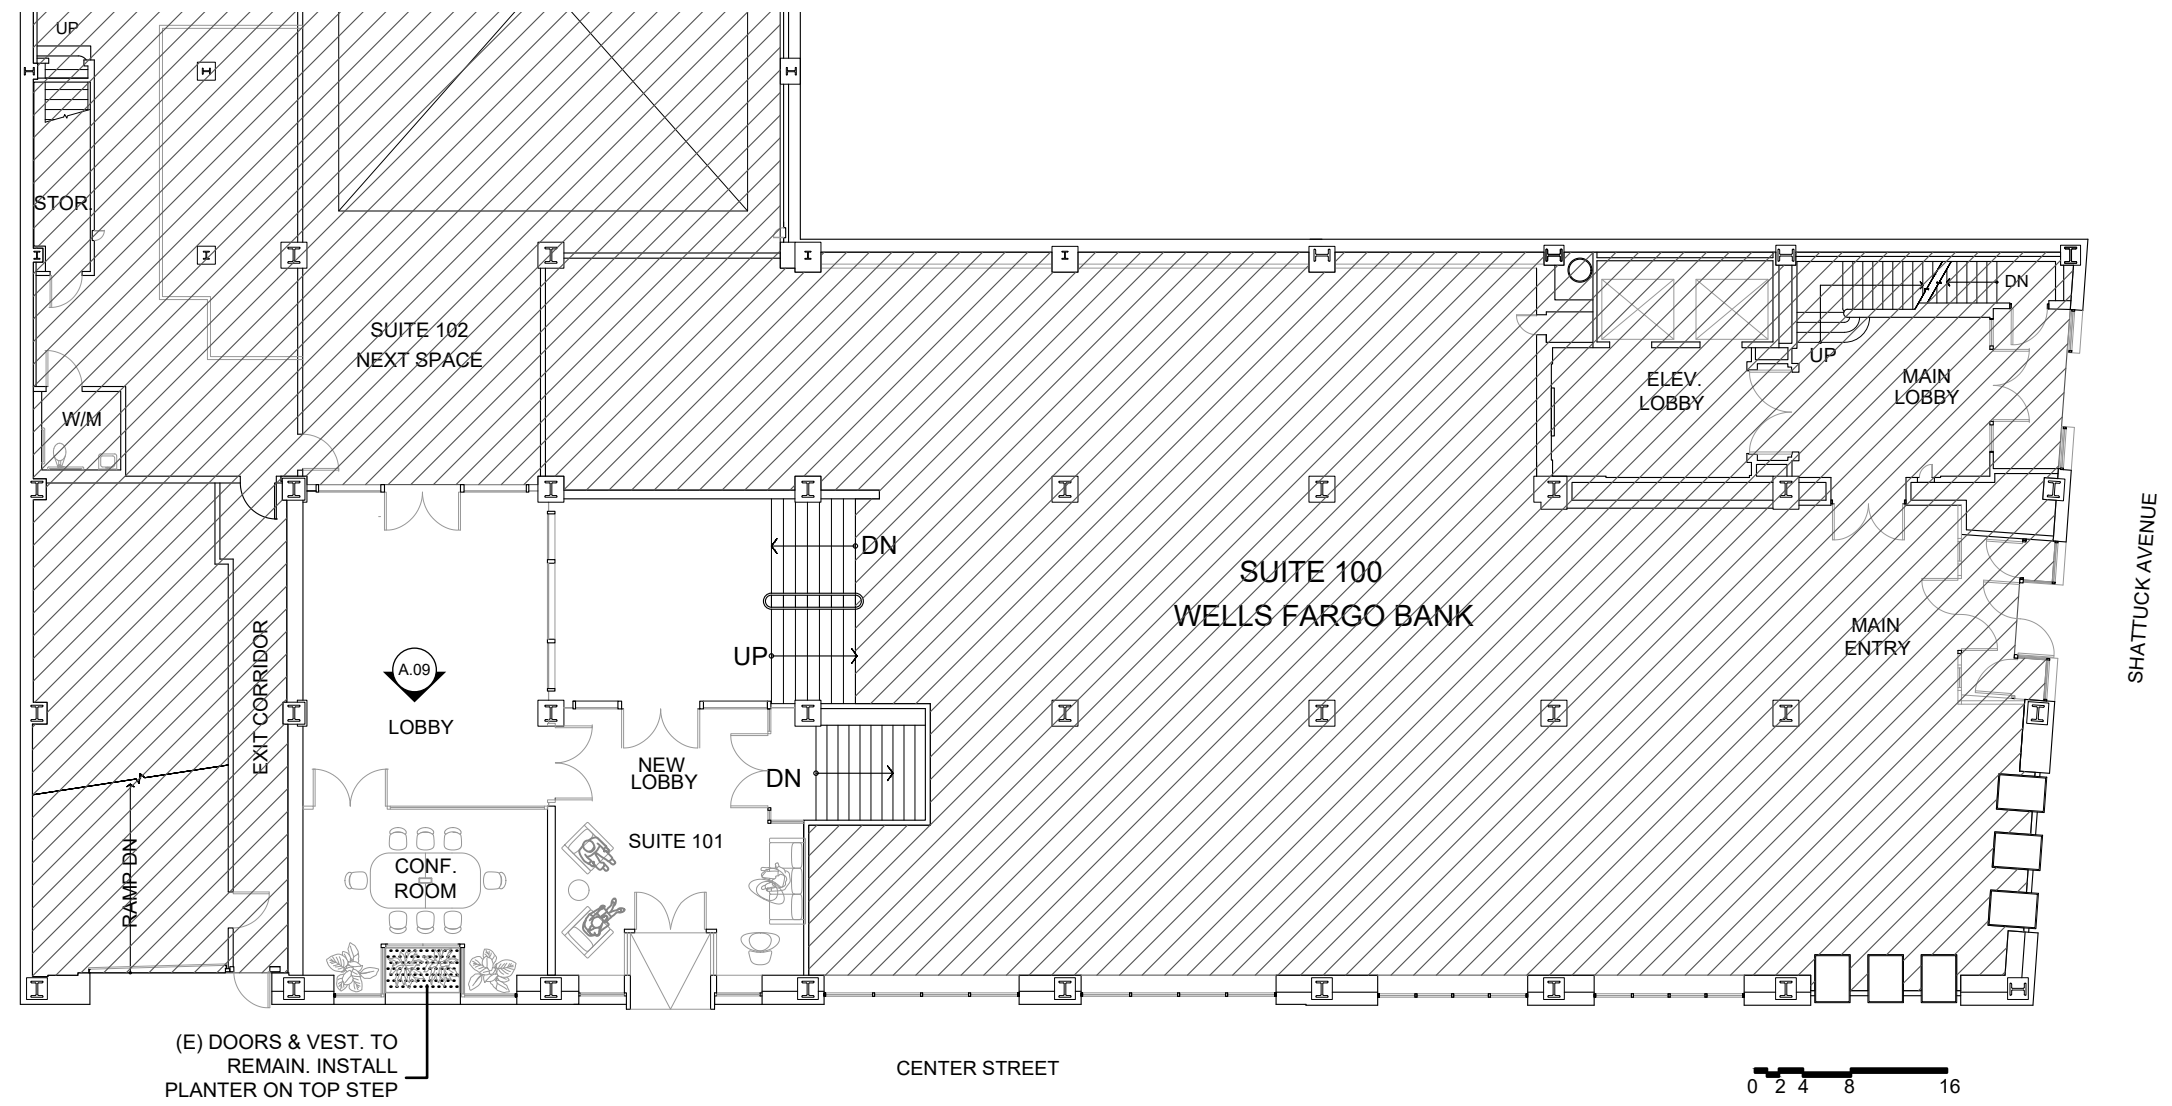 UP
STOR.
SUITE 102
NEXT SPACE
W/M
DN
UP
ELEV.
LOBBY
MAIN
LOBBY
DN
UP
SUITE 100
WELLS FARGO BANK
MAIN
ENTRY
SHATTUCK AVENUE
EXIT CORRIDOR
A.09
LOBBY
NEW
LOBBY
DN
SUITE 101
CONF.
ROOM
RAMP DN
(E) DOORS & VEST. TO
REMAIN. INSTALL
PLANTER ON TOP STEP
CENTER STREET
0 2 4 8 16